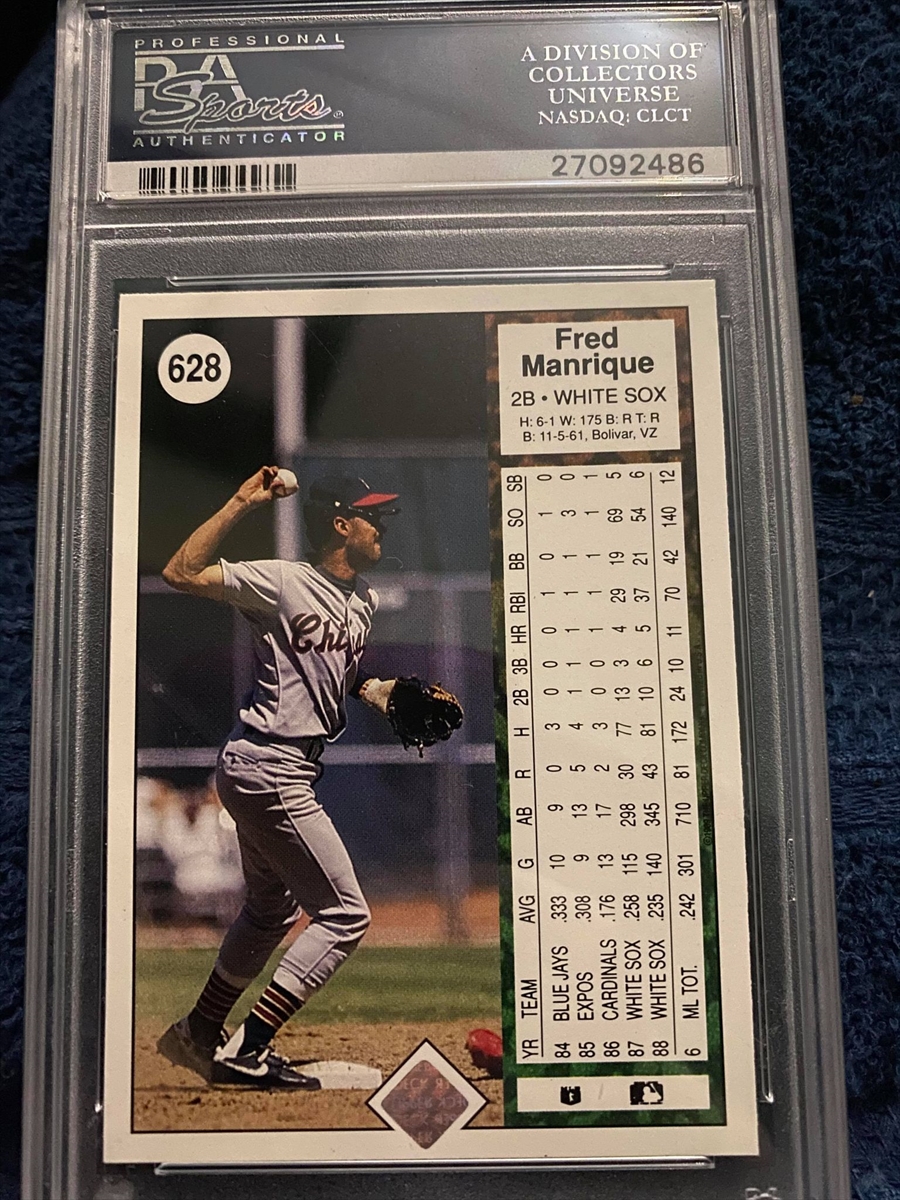 PROFESSIONAL
PSA
Sports
AUTHENTICATOR
A DIVISION OF
COLLECTORS
UNIVERSE
NASDAQ: CLCT
27092486
628
Fred
Manrique
2B • WHITE SOX
H: 6-1 W: 175 B: R T: R
B: 11-5-61, Bolivar, VZ
YR TEAM AVG G AB R H 2B 3B HR RBI BB SO SB
84 BLUE JAYS .333 10 9 0 3 0 0 0 1 0 1 0
85 EXPOS .308 9 13 5 4 1 1 1 1 1 3 0
86 CARDINALS .176 13 17 2 3 0 0 1 1 1 1 1
87 WHITE SOX .258 115 298 30 77 13 3 4 29 19 69 5
88 WHITE SOX .235 140 345 43 81 10 6 5 37 21 54 6
6 ML TOT. .242 301 710 81 172 24 10 11 70 42 140 12